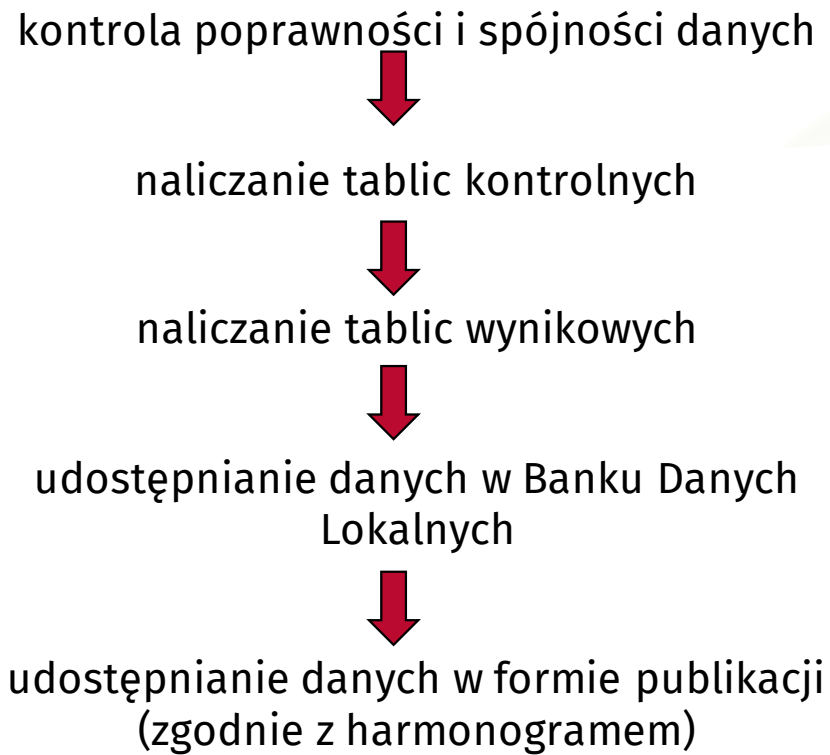 kontrola poprawności i spójności danych
naliczanie tablic kontrolnych
naliczanie tablic wynikowych
udostępnianie danych w Banku Danych
Lokalnych
udostępnianie danych w formie publikacji
(zgodnie z harmonogramem)